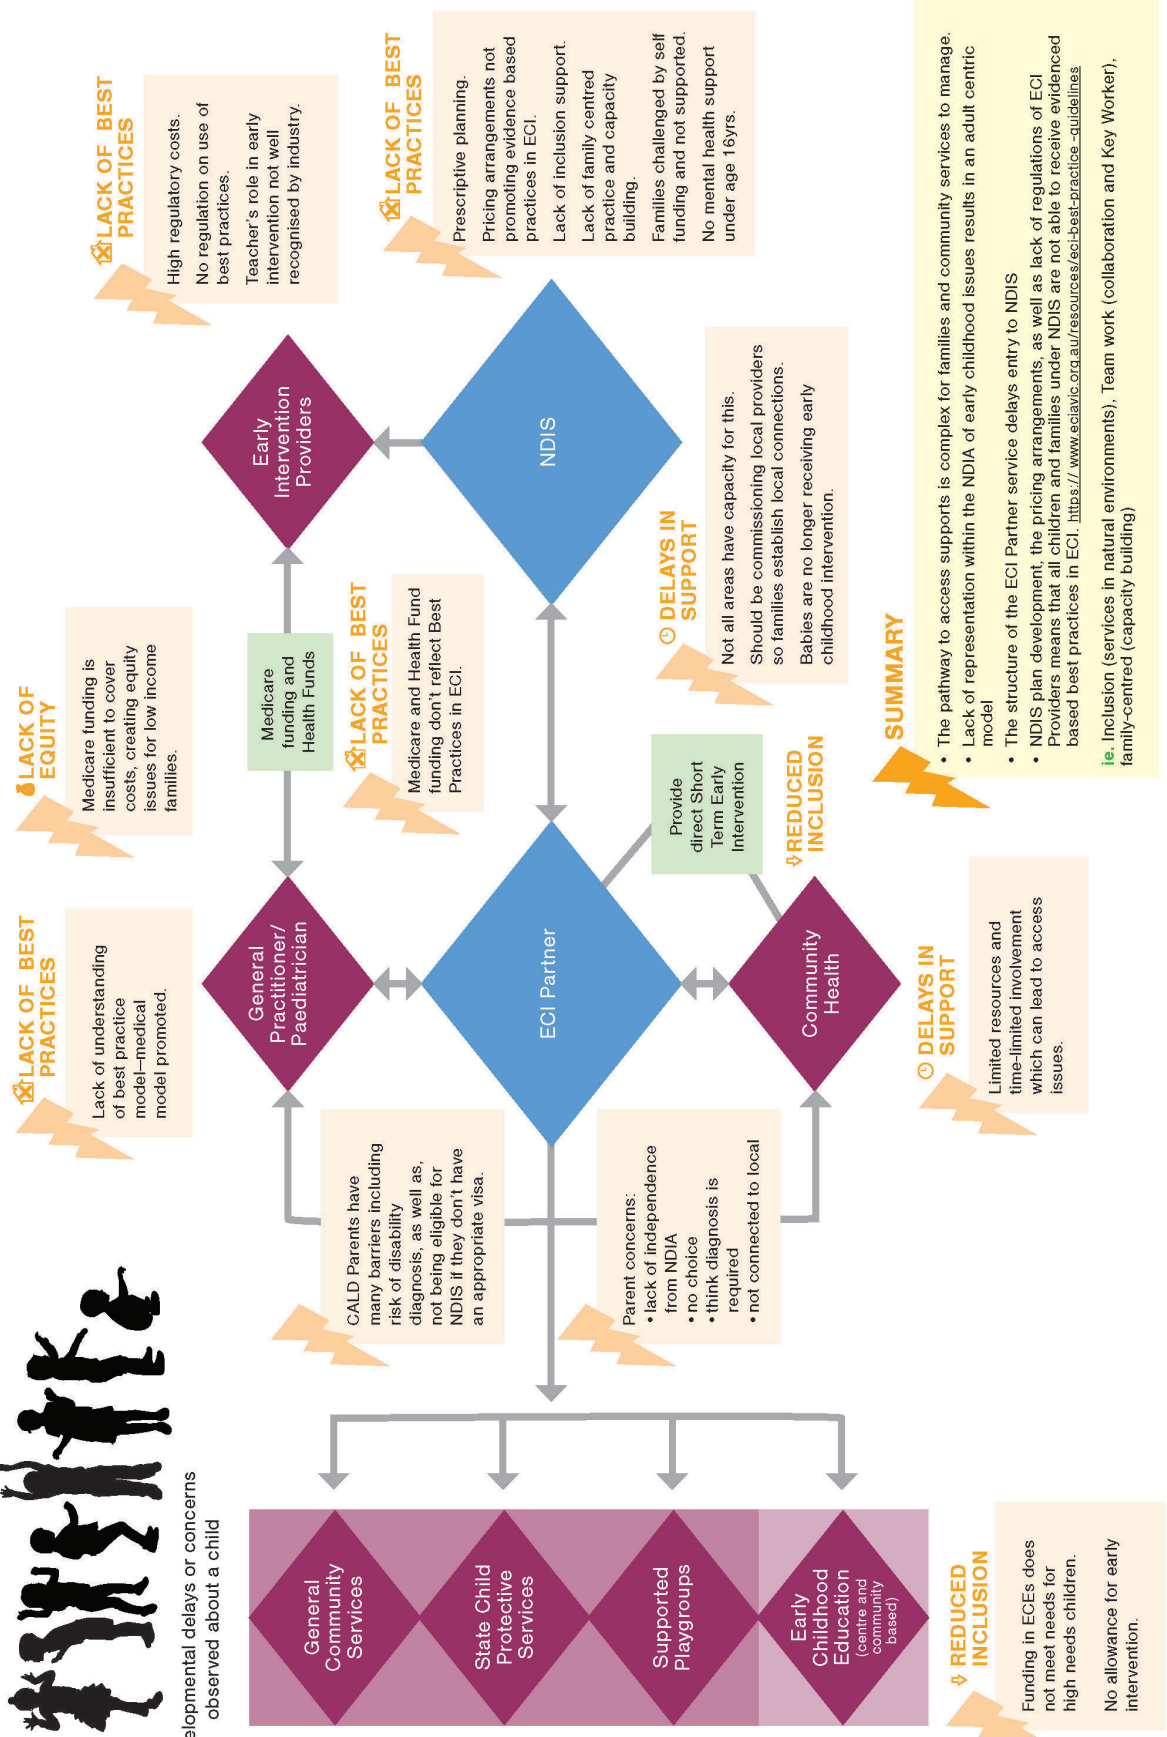 elopmental delays or concerns
observed about a child
General
Community
Services
State Child
Protective
Services
Supported
Playgroups
Early
Childhood
Education
(centre and
community
based)
REDUCED
INCLUSION
Funding in ECEs does
not meet needs for
high needs children.
No allowance for early
intervention.
CALD Parents have
many barriers including
risk of disability
diagnosis, as well as,
not being eligible for
NDIS if they don't have
an appropriate visa.
Parent concerns:
• lack of independence
from NDIA
• no choice
• think diagnosis is
required
• not connected to local
LACK OF BEST
PRACTICES
Lack of understanding
of best practice
model–medical
model promoted.
General
Practitioner/
Paediatrician
ECI Partner
Community
Health
DELAYS IN
SUPPORT
Limited resources and
time-limited involvement
which can lead to access
issues.
LACK OF
EQUITY
Medicare funding is
insufficient to cover
costs, creating equity
issues for low income
families.
Medicare
funding and
Health Funds
LACK OF BEST
PRACTICES
Medicare and Health Fund
funding don't reflect Best
Practices in ECI.
Provide
direct Short
Term Early
Intervention
REDUCED
INCLUSION
Early
Intervention
Providers
NDIS
DELAYS IN
SUPPORT
Not all areas have capacity for this.
Should be commissioning local providers
so families establish local connections.
Babies are no longer receiving early
childhood intervention.
LACK OF BEST
PRACTICES
High regulatory costs.
No regulation on use of
best practices.
Teacher's role in early
intervention not well
recognised by industry.
LACK OF BEST
PRACTICES
Prescriptive planning.
Pricing arrangements not
promoting evidence based
practices in ECI.
Lack of inclusion support.
Lack of family centred
practice and capacity
building.
Families challenged by self
funding and not supported.
No mental health support
under age 16yrs.
SUMMARY
• The pathway to access supports is complex for families and community services to manage.
• Lack of representation within the NDIA of early childhood issues results in an adult centric
model
• The structure of the ECI Partner service delays entry to NDIS
• NDIS plan development, the pricing arrangements, as well as lack of regulations of ECI
Providers means that all children and families under NDIS are not able to receive evidenced
based best practices in ECI. https:// www.eciavic.org.au/resources/eci-best-practice -guidelines
ie. Inclusion (services in natural environments), Team work (collaboration and Key Worker),
family-centred (capacity building)